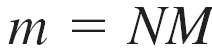 m = NM